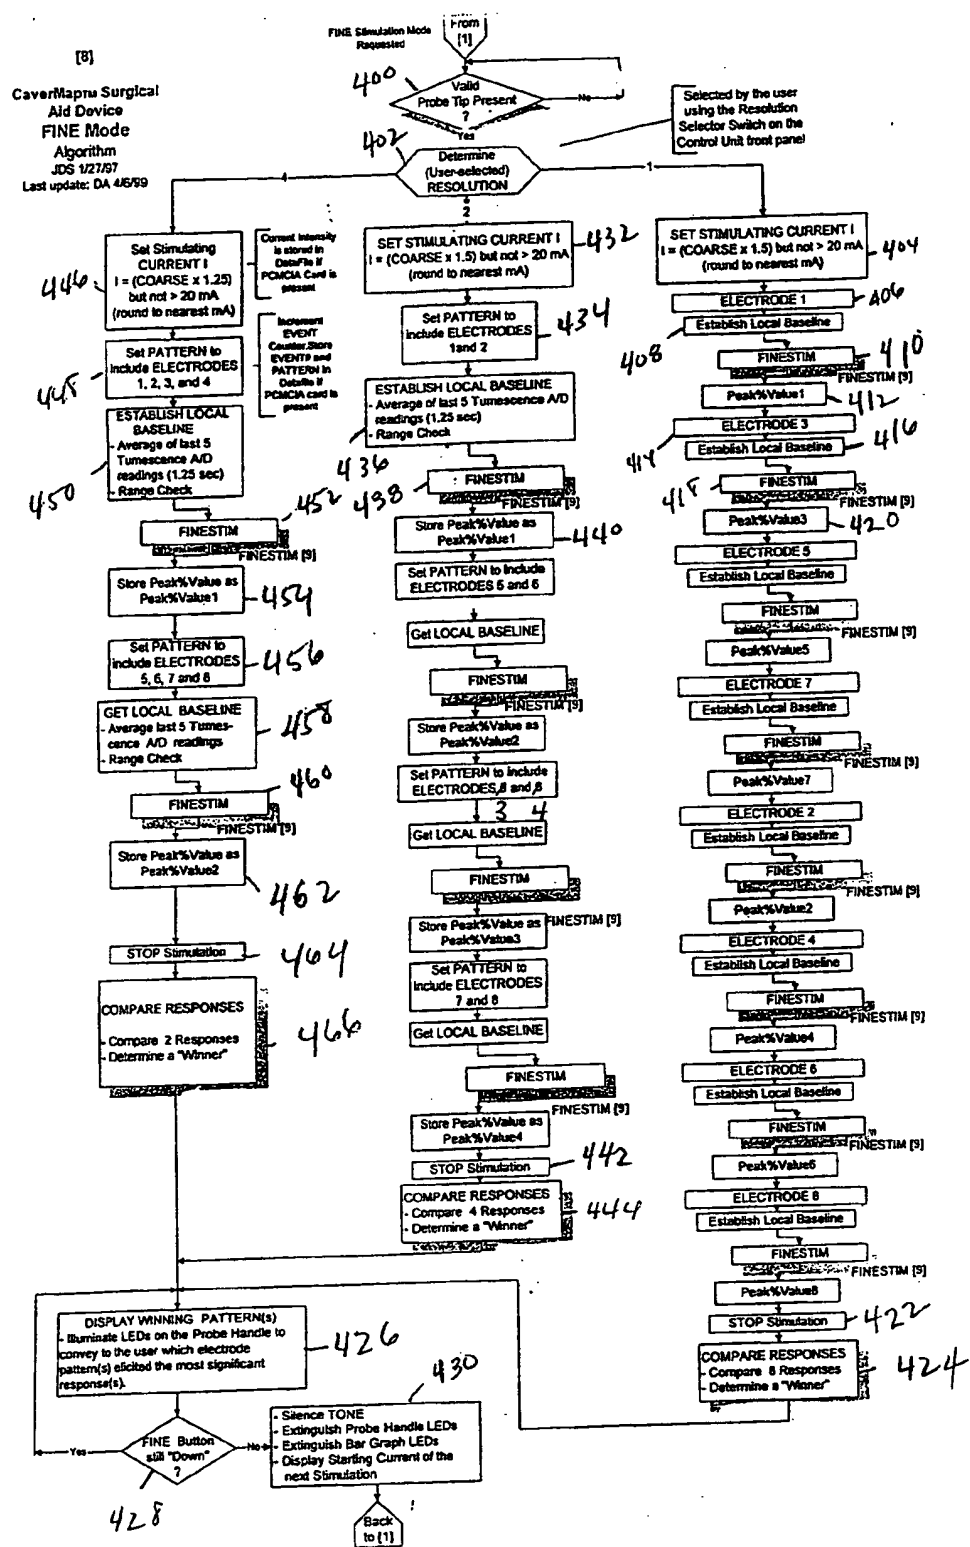 [8]
CaverMaptm Surgical
Aid Device
FINE Mode
Algorithm
JDS 1/27/97
Last update: DA 4/6/99
FINE Stimulation Mode
Requested
From
[1]
400
Valid
Probe Tip Present
?
No
Yes
402
Determine
(User-selected)
RESOLUTION
Selected by the user
using the Resolution
Selector Switch on the
Control Unit front panel
4
2
1
446
Set Stimulating
CURRENT I
I = (COARSE x 1.25)
but not > 20 mA
(round to nearest mA)
Current Intensity
is stored in
DataFile if
PCMCIA Card is
present
448
Set PATTERN to
include ELECTRODES
1, 2, 3, and 4
Increment
EVENT
Counter.Store
EVENT# and
PATTERN in
Datafile if
PCMCIA card is
present
450
ESTABLISH LOCAL
BASELINE
- Average of last 5
Tumescence A/D
readings (1.25 sec)
- Range Check
452
FINESTIM
FINESTIM [9]
Store Peak%Value as
Peak%Value1
454
Set PATTERN to
include ELECTRODES
5, 6, 7 and 8
456
GET LOCAL BASELINE
- Average last 5 Tumes-
cence A/D readings
- Range Check
458
460
FINESTIM
FINESTIM [9]
Store Peak%Value as
Peak%Value2
462
STOP Stimulation
464
COMPARE RESPONSES
- Compare 2 Responses
- Determine a "Winner"
466
SET STIMULATING CURRENT I
I = (COARSE x 1.5) but not > 20 mA
(round to nearest mA)
432
Set PATTERN to
include ELECTRODES
1and 2
434
ESTABLISH LOCAL BASELINE
- Average of last 5 Tumescence A/D
readings (1.25 sec)
- Range Check
436
438
FINESTIM
FINESTIM [9]
Store Peak%Value as
Peak%Value1
440
Set PATTERN to Include
ELECTRODES 5 and 6
Get LOCAL BASELINE
FINESTIM
FINESTIM [9]
Store Peak%Value as
Peak%Value2
Set PATTERN to Include
ELECTRODES, and
3 4
Get LOCAL BASELINE
FINESTIM
FINESTIM [9]
Store Peak%Value as
Peak%Value3
Set PATTERN to
include ELECTRODES
7 and 8
Get LOCAL BASELINE
FINESTIM
FINESTIM [9]
Store Peak%Value as
Peak%Value4
STOP Stimulation
442
COMPARE RESPONSES
- Compare 4 Responses
- Determine a "Winner"
444
SET STIMULATING CURRENT I
I = (COARSE x 1.5) but not > 20 mA
(round to nearest mA)
404
ELECTRODE 1
406
Establish Local Baseline
408
FINESTIM
410
FINESTIM [9]
Peak%Value1
412
ELECTRODE 3
414
Establish Local Baseline
416
FINESTIM
418
FINESTIM [9]
Peak%Value3
420
ELECTRODE 5
Establish Local Baseline
FINESTIM
FINESTIM [9]
Peak%Value5
ELECTRODE 7
Establish Local Baseline
FINESTIM
FINESTIM [9]
Peak%Value7
ELECTRODE 2
Establish Local Baseline
FINESTIM
FINESTIM [9]
Peak%Value2
ELECTRODE 4
Establish Local Baseline
FINESTIM
FINESTIM [9]
Peak%Value4
ELECTRODE 6
Establish Local Baseline
FINESTIM
FINESTIM [9]
Peak%Value6
ELECTRODE 8
Establish Local Baseline
FINESTIM
FINESTIM [9]
Peak%Value8
STOP Stimulation
422
COMPARE RESPONSES
- Compare 8 Responses
- Determine a "Winner"
424
DISPLAY WINNING PATTERN(s)
- Illuminate LEDs on the Probe Handle to
convey to the user which electrode
pattern(s) elicited the most significant
response(s).
426
FINE Button
still "Down"
?
Yes
No
428
430
- Silence TONE
- Extinguish Probe Handle LEDs
- Extinguish Bar Graph LEDs
- Display Starting Current of the
next Stimulation
Back
to [1]